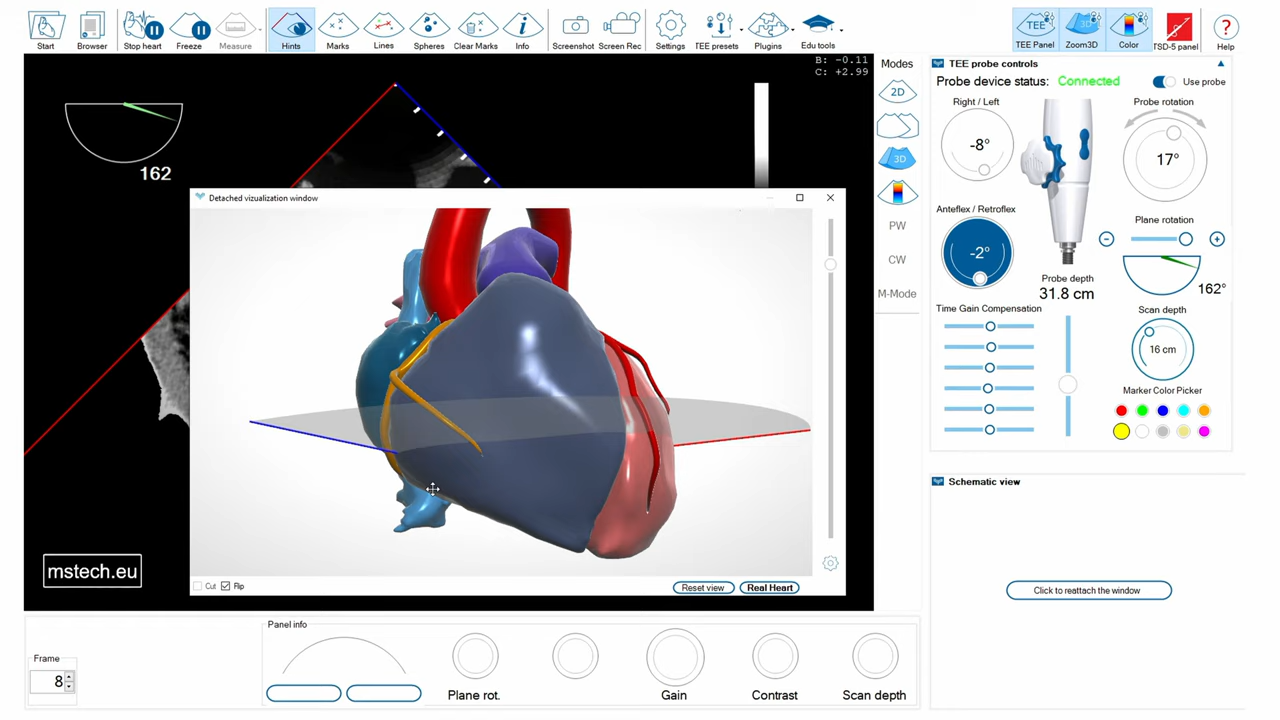 Start
Browser
Stop heart
Freeze
Measure
Hints
Marks
Lines
Spheres
Clear Marks
Info
Screenshot
Screen Rec
Settings
TEE presets
Plugins
Edu tools
TEE Panel
Zoom3D
Color
TSD-5 panel
Help
B: -0.11
C: +2.99
162
Detached vizualization window
Cut
Flip
Reset view
Real Heart
mstech.eu
Modes
2D
3D
PW
CW
M-Mode
TEE probe controls
Probe device status: Connected
Use probe
Right / Left
-8°
Probe rotation
17°
Anteflex / Retroflex
-2°
Plane rotation
162°
Probe depth
31.8 cm
Time Gain Compensation
Scan depth
16 cm
Marker Color Picker
Schematic view
Click to reattach the window
Frame
8
Panel info
Plane rot.
Gain
Contrast
Scan depth